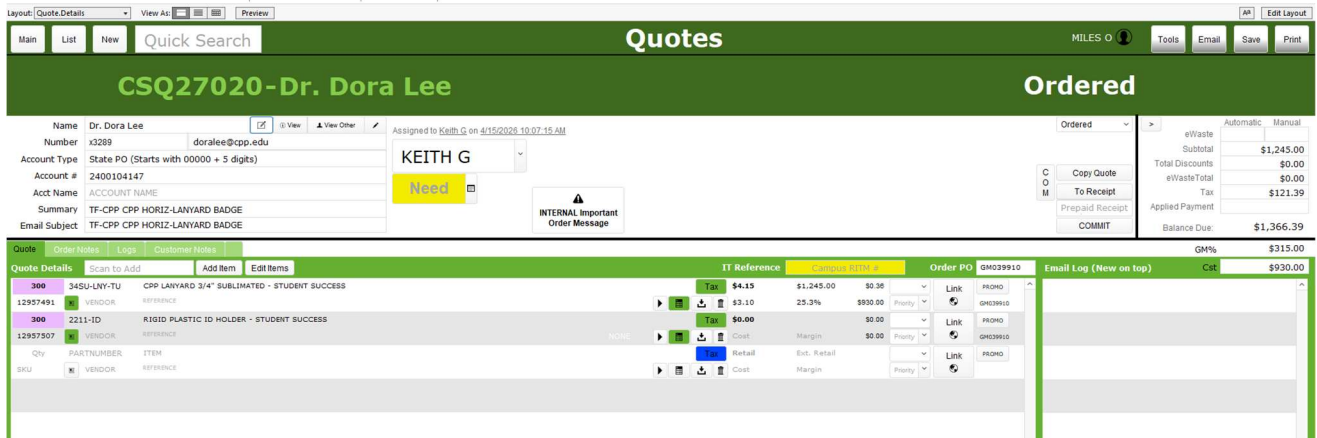 Layout: Quote.Details View As: Preview Aª Edit Layout
Main List New Quick Search Quotes MILES O Tools Email Save Print
CSQ27020-Dr. Dora Lee Ordered
Name Dr. Dora Lee View View Other
Number x3289 doralee@cpp.edu
Account Type State PO (Starts with 00000 + 5 digits)
Account # 2400104147
Acct Name ACCOUNT NAME
Summary TF-CPP CPP HORIZ-LANYARD BADGE
Email Subject TF-CPP CPP HORIZ-LANYARD BADGE
Assigned to Keith G on 4/15/2026 10:07:15 AM
KEITH G
Need
INTERNAL Important
Order Message
Ordered
COM
Copy Quote
To Receipt
Prepaid Receipt
COMMIT
> Automatic Manual
eWaste
Subtotal $1,245.00
Total Discounts $0.00
eWasteTotal $0.00
Tax $121.39
Applied Payment
Balance Due: $1,366.39
Quote Order Notes Logs Customer Notes GM% $315.00
Quote Details Scan to Add Add Item Edit Items IT Reference Campus RITM # Order PO GM039910 Email Log (New on top) Cst $930.00
300 34SU-LNY-TU CPP LANYARD 3/4" SUBLIMATED - STUDENT SUCCESS Tax $4.15 $1,245.00 $0.36 Link PROMO
12957491 VENDOR REFERENCE $3.10 25.3% $930.00 Priority GM039910
300 2211-ID RIGID PLASTIC ID HOLDER - STUDENT SUCCESS Tax $0.00 $0.00 Link PROMO
12957507 VENDOR REFERENCE NONE Cost Margin $0.00 Priority GM039910
Qty PARTNUMBER ITEM Tax Retail Ext. Retail Link PROMO
SKU VENDOR REFERENCE Cost Margin Priority